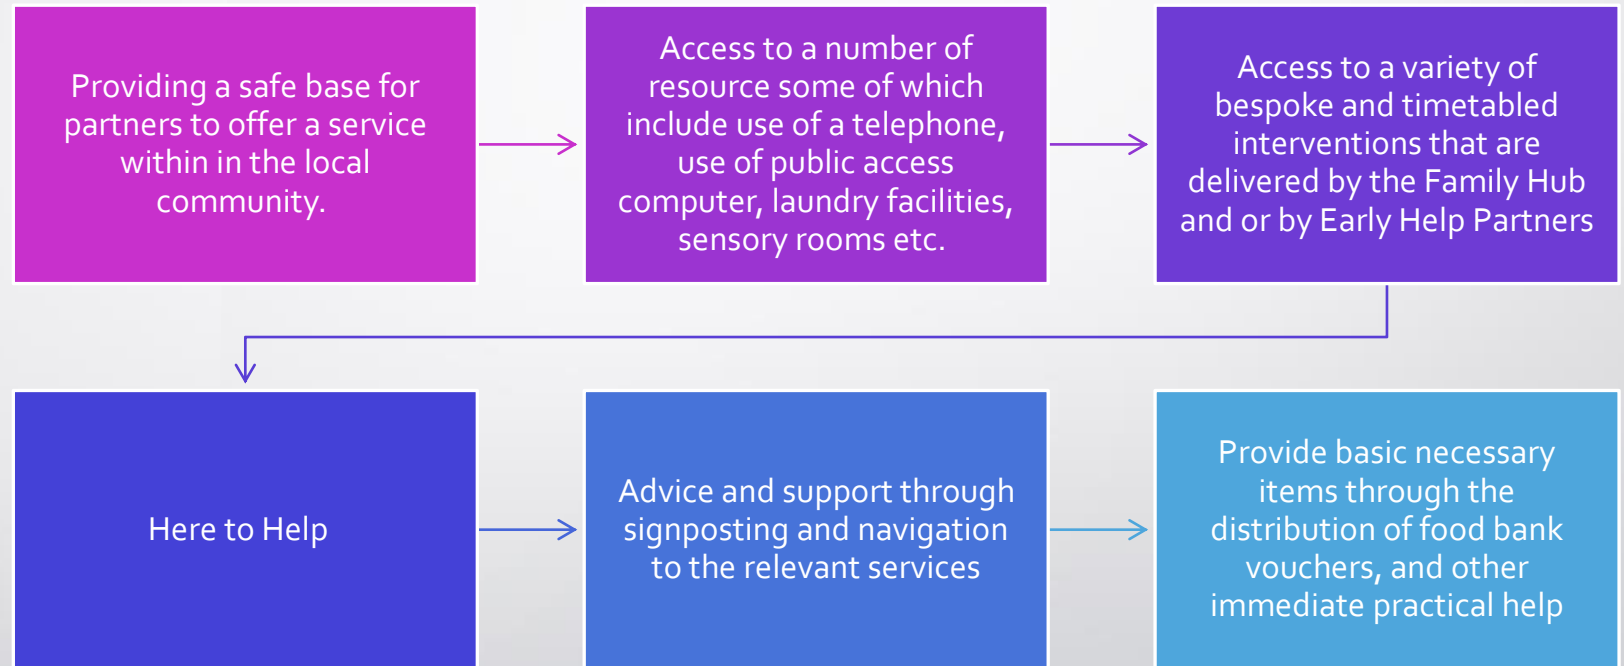 Providing a safe base for
partners to offer a service
within in the local
community.
Access to a number of
resource some of which
include use of a telephone,
use of public access
computer, laundry facilities,
sensory rooms etc.
Access to a variety of
bespoke and timetabled
interventions that are
delivered by the Family Hub
and or by Early Help Partners
Here to Help
Advice and support through
signposting and navigation
to the relevant services
Provide basic necessary
items through the
distribution of food bank
vouchers, and other
immediate practical help